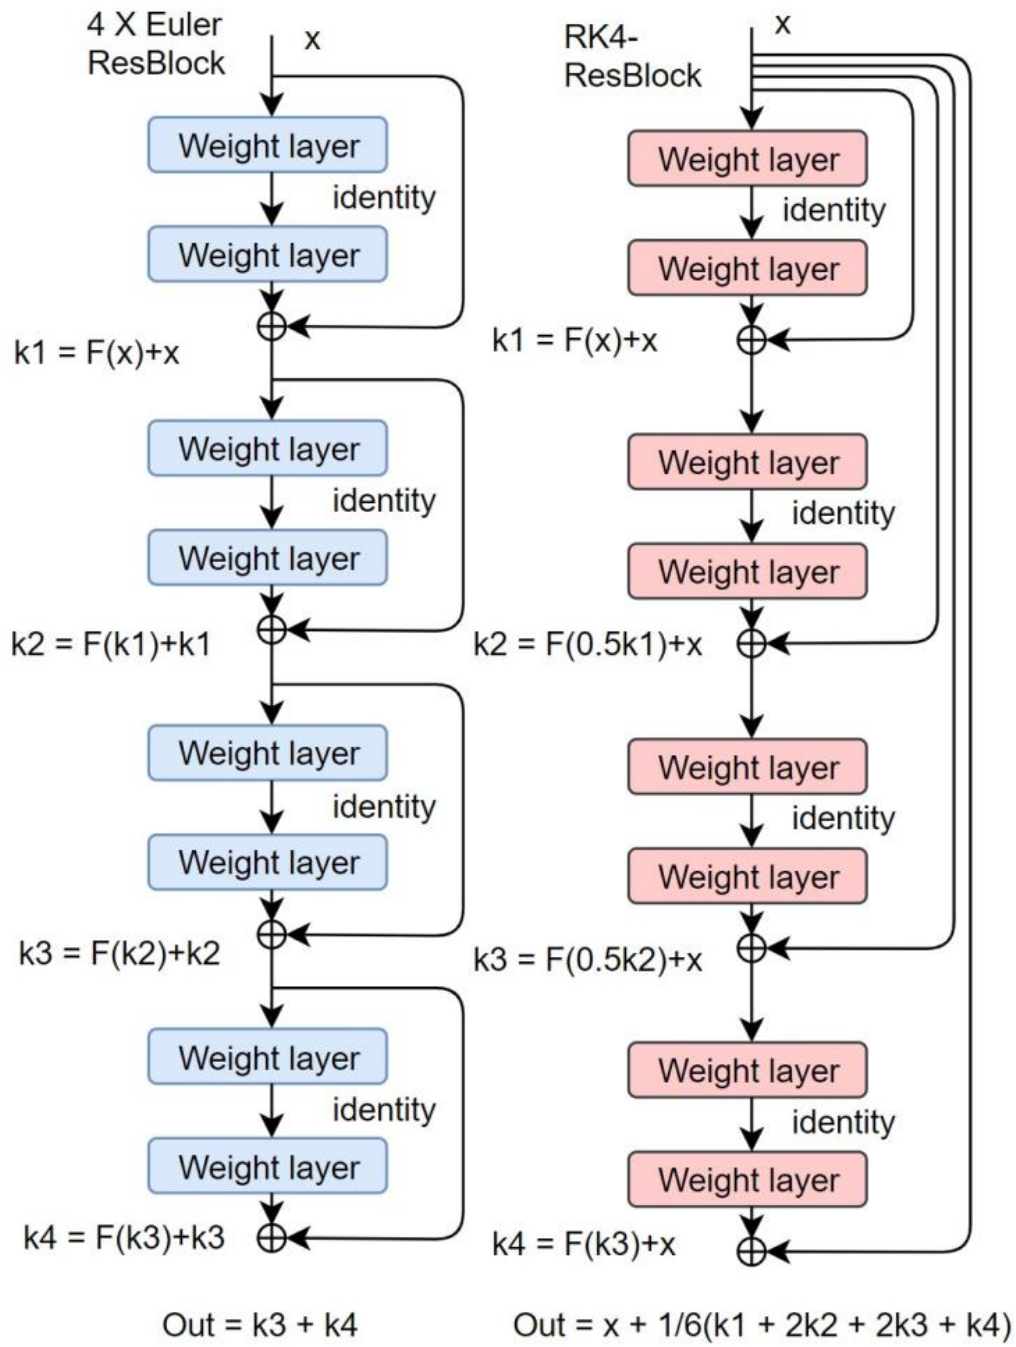 4 X Euler
ResBlock
x
Weight layer
identity
Weight layer
k1 = F(x)+x
Weight layer
identity
Weight layer
k2 = F(k1)+k1
Weight layer
identity
Weight layer
k3 = F(k2)+k2
Weight layer
identity
Weight layer
k4 = F(k3)+k3
Out = k3 + k4
RK4-
ResBlock
x
Weight layer
identity
Weight layer
k1 = F(x)+x
Weight layer
identity
Weight layer
k2 = F(0.5k1)+x
Weight layer
identity
Weight layer
k3 = F(0.5k2)+x
Weight layer
identity
Weight layer
k4 = F(k3)+x
Out = x + 1/6(k1 + 2k2 + 2k3 + k4)